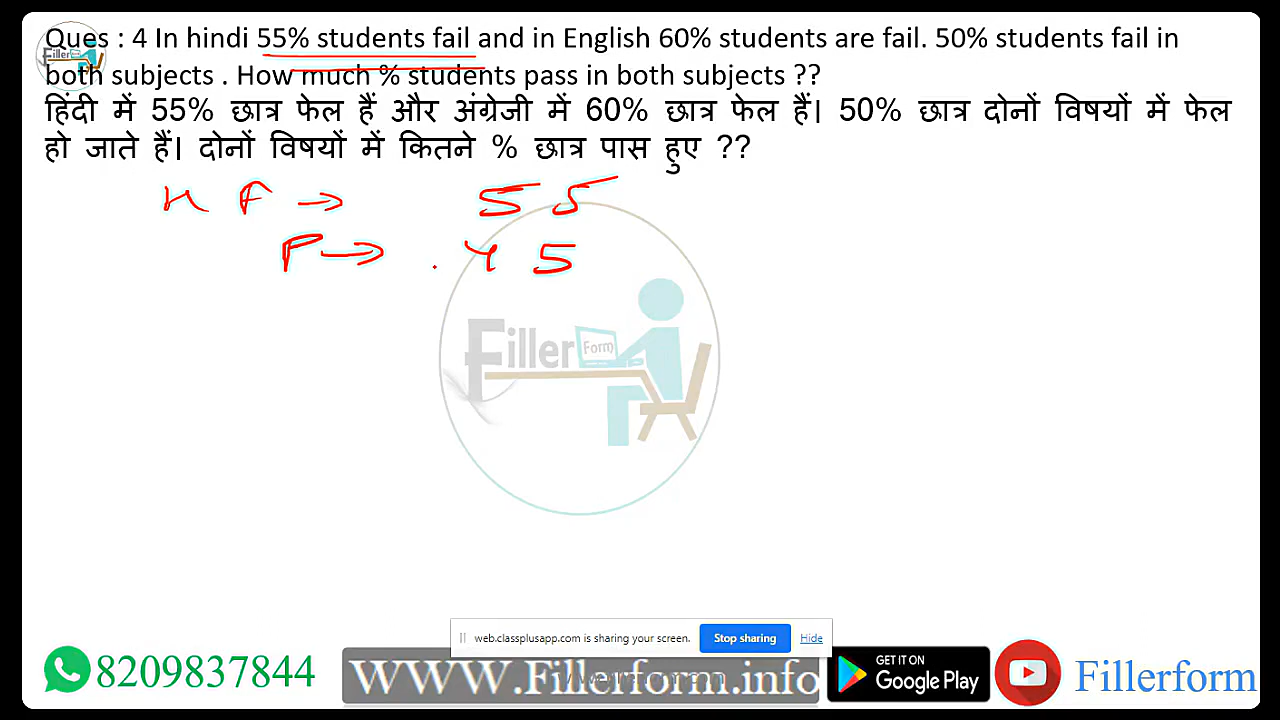 Ques : 4 In hindi 55% students fail and in English 60% students are fail. 50% students fail in
both subjects . How much % students pass in both subjects ??
हिंदी में 55% छात्र फेल हैं और अंग्रेजी में 60% छात्र फेल हैं। 50% छात्र दोनों विषयों में फेल
हो जाते हैं। दोनों विषयों में कितने % छात्र पास हुए ??
H F → 55
P → 45
Filler Form
Filler
web.classplusapp.com is sharing your screen. Stop sharing Hide
8209837844
WWW.Fillerform.info
GET IT ON
Google Play
Fillerform